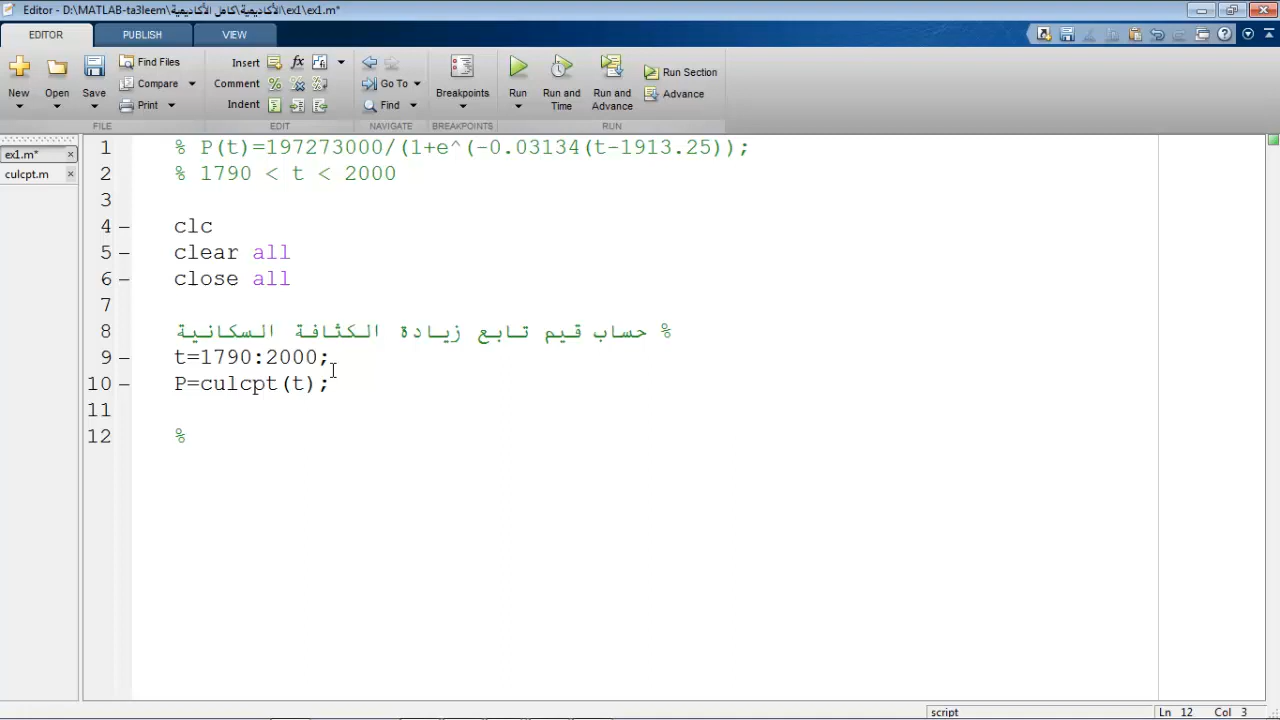 Editor - D:\MATLAB-ta3leem\كامل الأكاديمية\الأكاديمية\ex1\ex1.m*
EDITOR
PUBLISH
VIEW
New
Open
Save
Find Files
Compare
Print
FILE
Insert
fx
Comment
Indent
EDIT
Go To
Find
NAVIGATE
Breakpoints
BREAKPOINTS
Run
Run and Time
Run and Advance
Run Section
Advance
RUN
ex1.m*
culcpt.m
1 % P(t)=197273000/(1+e^(-0.03134(t-1913.25));
2 % 1790 < t < 2000
3
4 – clc
5 – clear all
6 – close all
7
8 % حساب قيم تابع زيادة الكثافة السكانية
9 – t=1790:2000;
10 – P=culcpt(t);
11
12 %
script
Ln 12 Col 3